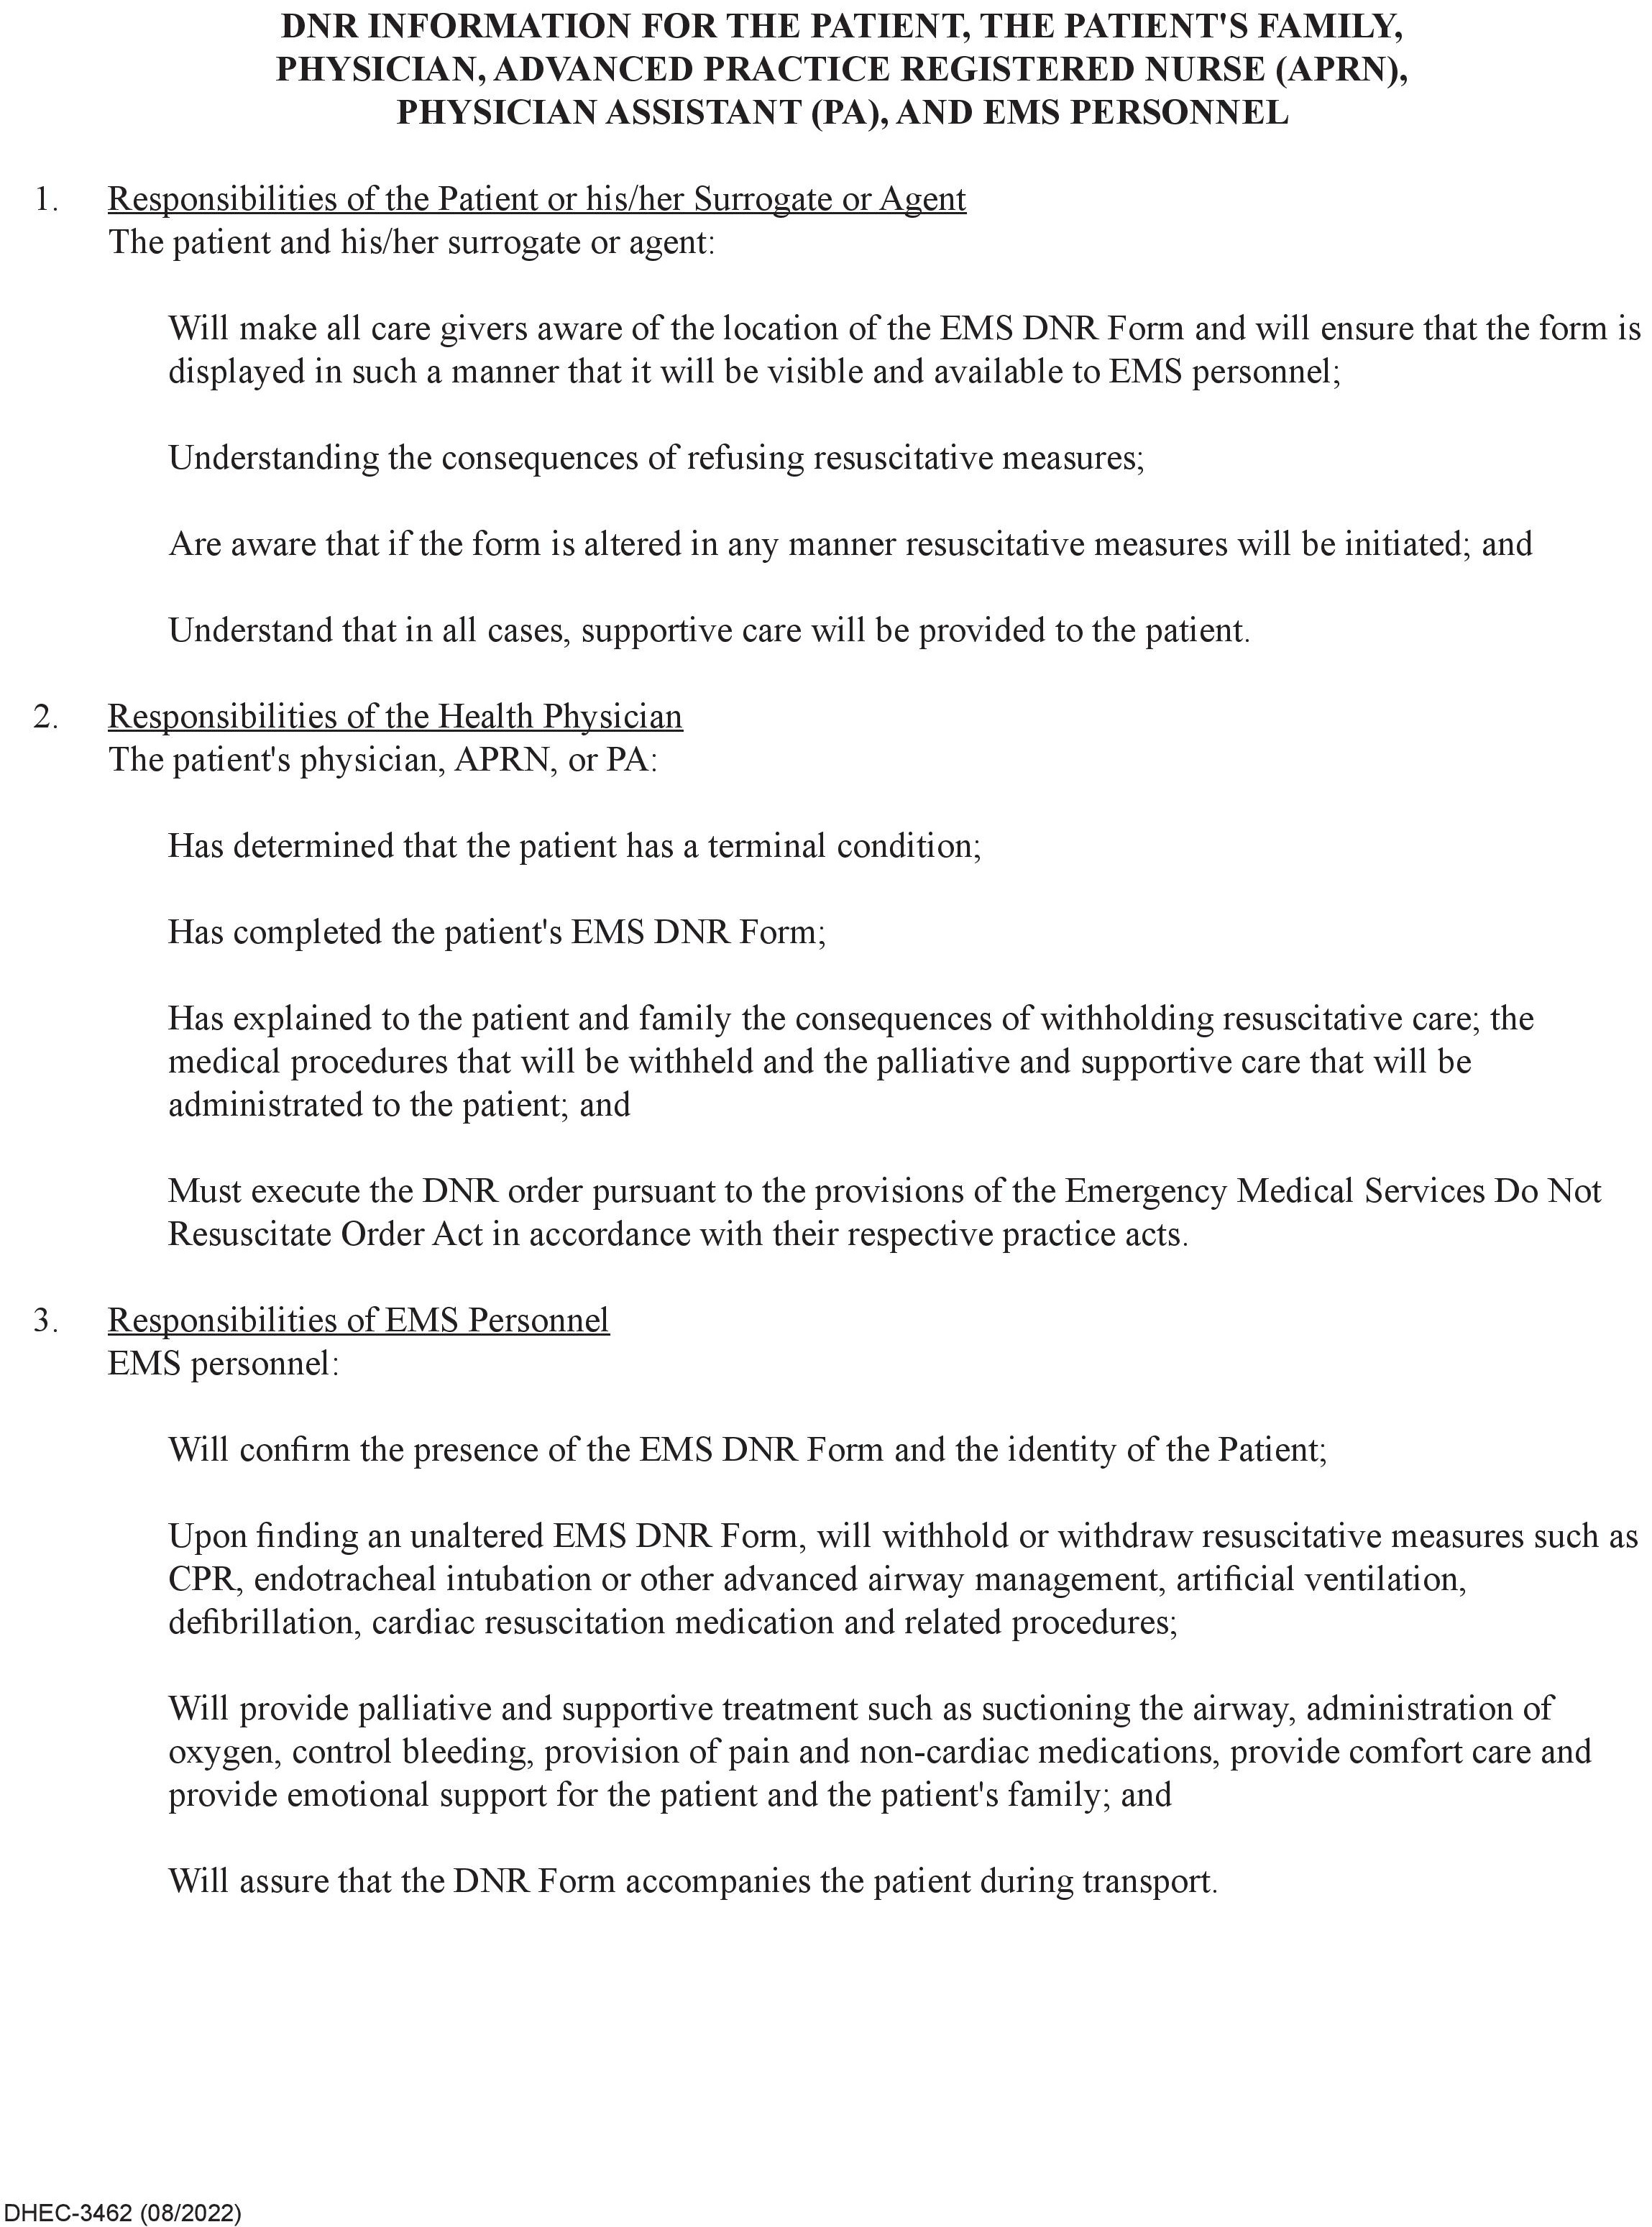 DNR INFORMATION FOR THE PATIENT, THE PATIENT'S FAMILY,
PHYSICIAN, ADVANCED PRACTICE REGISTERED NURSE (APRN),
PHYSICIAN ASSISTANT (PA), AND EMS PERSONNEL
1. Responsibilities of the Patient or his/her Surrogate or Agent
The patient and his/her surrogate or agent:
Will make all care givers aware of the location of the EMS DNR Form and will ensure that the form is
displayed in such a manner that it will be visible and available to EMS personnel;
Understanding the consequences of refusing resuscitative measures;
Are aware that if the form is altered in any manner resuscitative measures will be initiated; and
Understand that in all cases, supportive care will be provided to the patient.
2. Responsibilities of the Health Physician
The patient's physician, APRN, or PA:
Has determined that the patient has a terminal condition;
Has completed the patient's EMS DNR Form;
Has explained to the patient and family the consequences of withholding resuscitative care; the
medical procedures that will be withheld and the palliative and supportive care that will be
administrated to the patient; and
Must execute the DNR order pursuant to the provisions of the Emergency Medical Services Do Not
Resuscitate Order Act in accordance with their respective practice acts.
3. Responsibilities of EMS Personnel
EMS personnel:
Will confirm the presence of the EMS DNR Form and the identity of the Patient;
Upon finding an unaltered EMS DNR Form, will withhold or withdraw resuscitative measures such as
CPR, endotracheal intubation or other advanced airway management, artificial ventilation,
defibrillation, cardiac resuscitation medication and related procedures;
Will provide palliative and supportive treatment such as suctioning the airway, administration of
oxygen, control bleeding, provision of pain and non-cardiac medications, provide comfort care and
provide emotional support for the patient and the patient's family; and
Will assure that the DNR Form accompanies the patient during transport.
DHEC-3462 (08/2022)